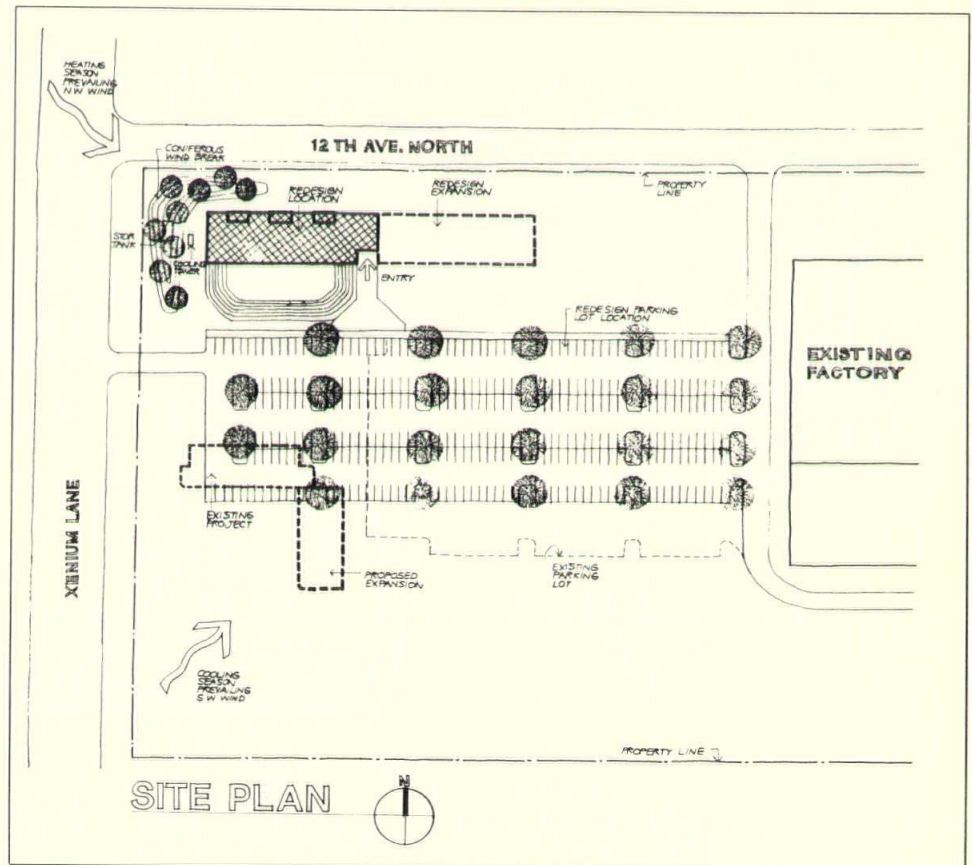 HEATING
SEASON
PREVAILING
NW WIND
CONIFEROUS
WIND BREAK
12 TH AVE. NORTH
REDESIGN
LOCATION
REDESIGN
EXPANSION
PROPERTY
LINE
STOR
TANK
COOLING
TOWER
ENTRY
REDESIGN PARKING
LOT LOCATION
EXISTING
FACTORY
XENIUM LANE
EXISTING
PROJECT
PROPOSED
EXPANSION
EXISTING
PARKING
LOT
COOLING
SEASON
PREVAILING
S W WIND
PROPERTY LINE
SITE PLAN
N